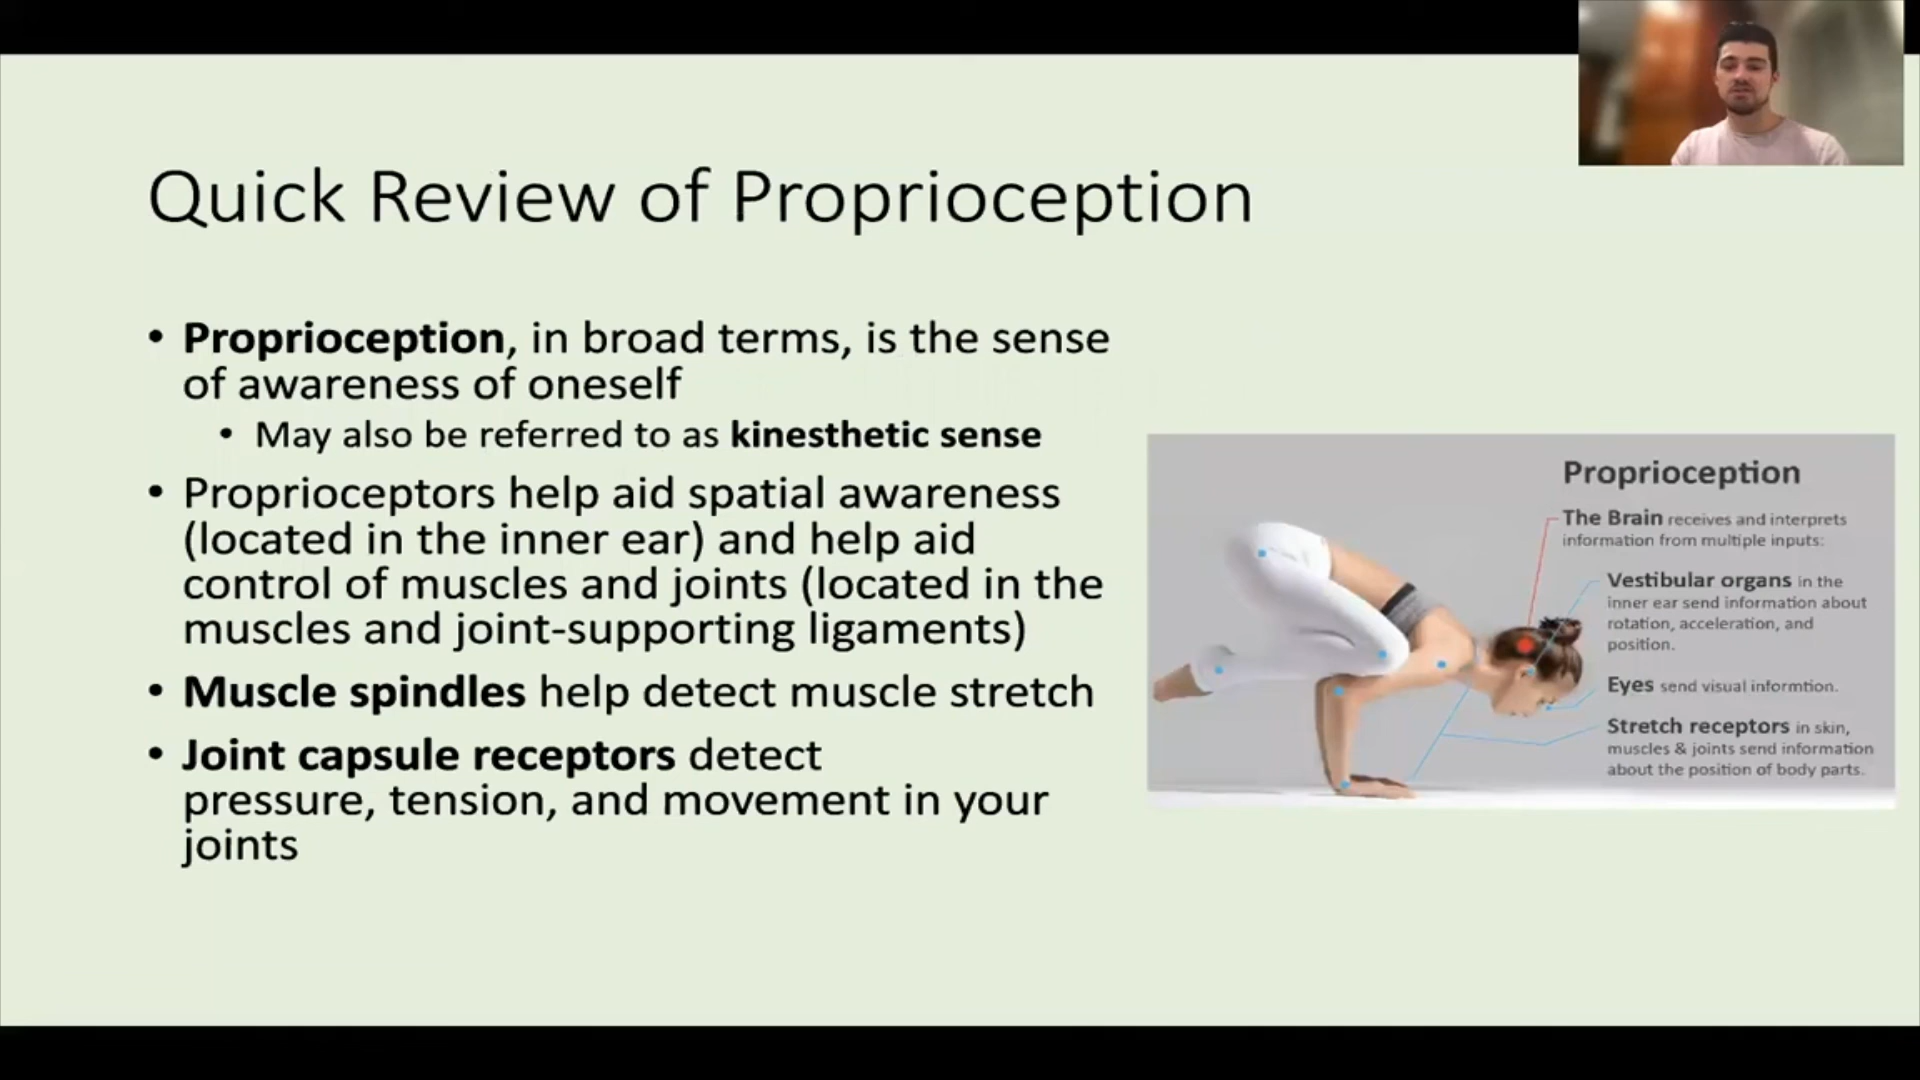 Quick Review of Proprioception
• Proprioception, in broad terms, is the sense
of awareness of oneself
• May also be referred to as kinesthetic sense
• Proprioceptors help aid spatial awareness
(located in the inner ear) and help aid
control of muscles and joints (located in the
muscles and joint-supporting ligaments)
• Muscle spindles help detect muscle stretch
• Joint capsule receptors detect
pressure, tension, and movement in your
joints
Proprioception
The Brain receives and interprets
information from multiple inputs:
Vestibular organs in the
inner ear send information about
rotation, acceleration, and
position.
Eyes send visual informtion.
Stretch receptors in skin,
muscles & joints send information
about the position of body parts.